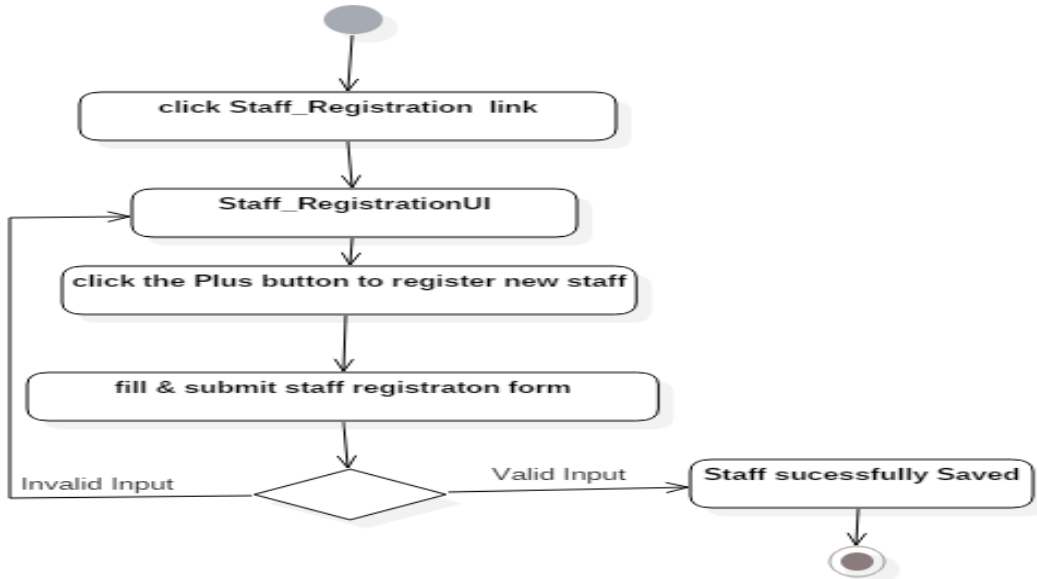 click Staff_Registration link
Staff_RegistrationUI
click the Plus button to register new staff
fill & submit staff registraton form
Invalid Input
Valid Input
Staff sucessfully Saved